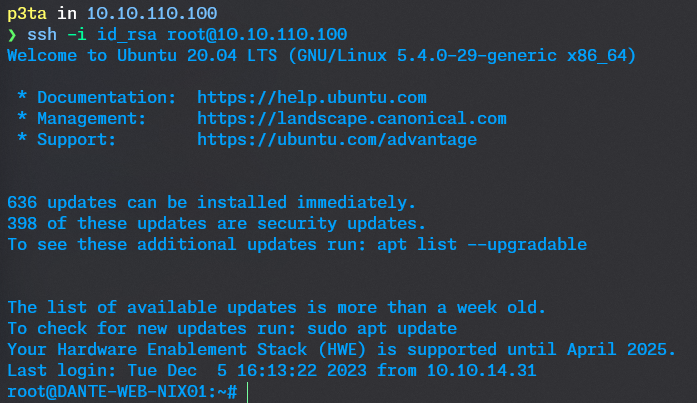 p3ta in 10.10.110.100
❯ ssh -i id_rsa root@10.10.110.100
Welcome to Ubuntu 20.04 LTS (GNU/Linux 5.4.0-29-generic x86_64)
* Documentation:  https://help.ubuntu.com
* Management:     https://landscape.canonical.com
* Support:        https://ubuntu.com/advantage
636 updates can be installed immediately.
398 of these updates are security updates.
To see these additional updates run: apt list --upgradable
The list of available updates is more than a week old.
To check for new updates run: sudo apt update
Your Hardware Enablement Stack (HWE) is supported until April 2025.
Last login: Tue Dec  5 16:13:22 2023 from 10.10.14.31
root@DANTE-WEB-NIX01:~#